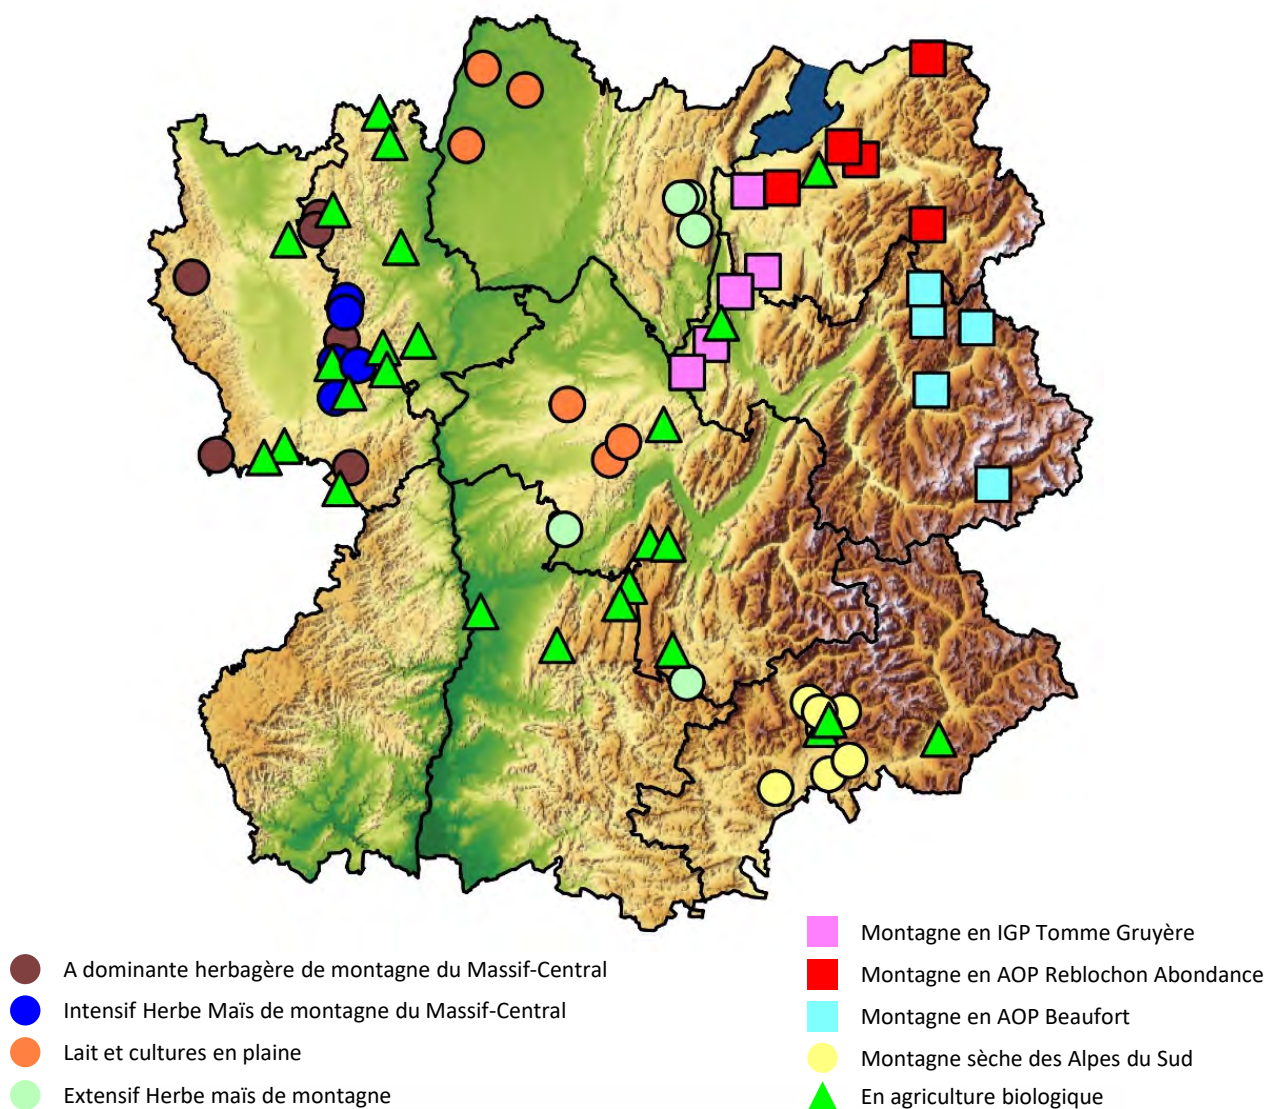 A dominante herbagère de montagne du Massif-Central
Intensif Herbe Maïs de montagne du Massif-Central
Lait et cultures en plaine
Extensif Herbe maïs de montagne
Montagne en IGP Tomme Gruyère
Montagne en AOP Reblochon Abondance
Montagne en AOP Beaufort
Montagne sèche des Alpes du Sud
En agriculture biologique